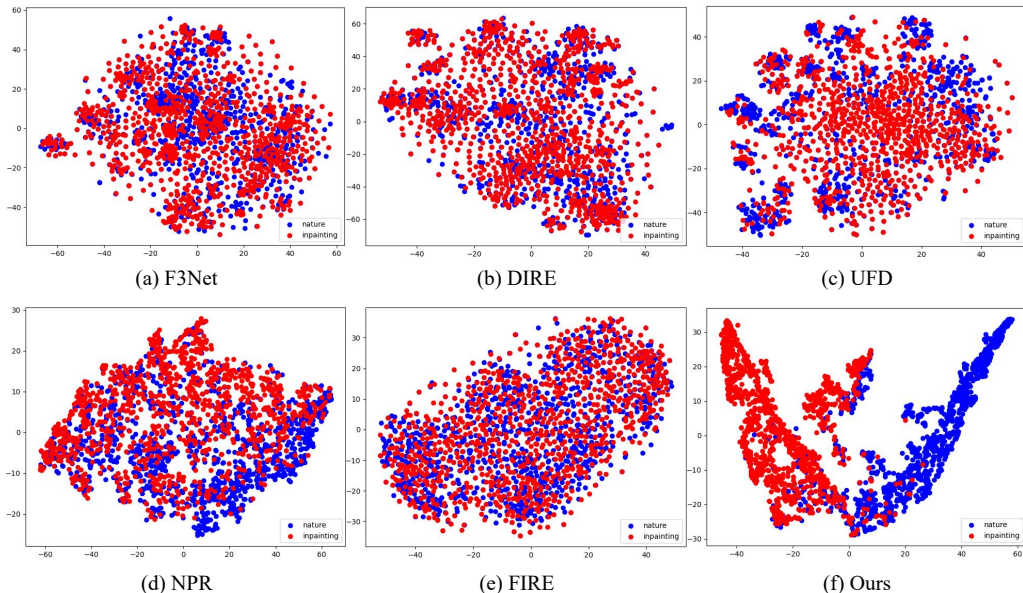 60
40
20
0
−20
−40
−60 −40 −20 0 20 40 60
nature
inpainting
(a) F3Net
60
40
20
0
−20
−40
−60
−40 −20 0 20 40
nature
inpainting
(b) DIRE
40
20
0
−20
−40
−40 −20 0 20 40
nature
inpainting
(c) UFD
30
20
10
0
−10
−20
−60 −40 −20 0 20 40 60
nature
inpainting
(d) NPR
30
20
10
0
−10
−20
−30
−40 −20 0 20 40
nature
inpainting
(e) FIRE
30
20
10
0
−10
−20
−30
−40 −20 0 20 40 60
nature
inpainting
(f) Ours